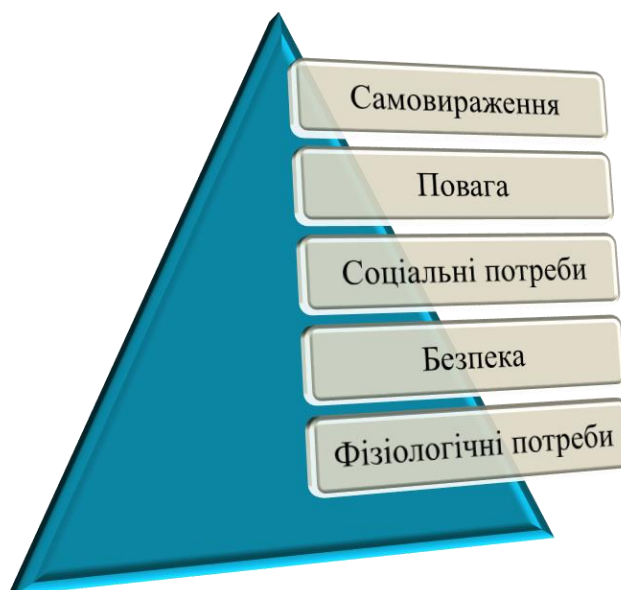 Самовираження
Повага
Соціальні потреби
Безпека
Фізіологічні потреби